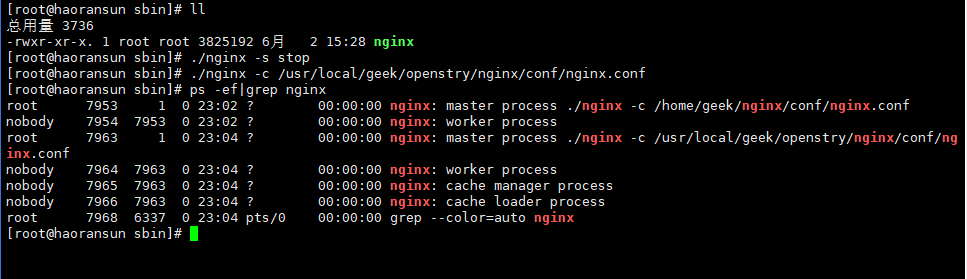 [root@haoransun sbin]# ll
总用量 3736
-rwxr-xr-x. 1 root root 3825192 6月   2 15:28 nginx
[root@haoransun sbin]# ./nginx -s stop
[root@haoransun sbin]# ./nginx -c /usr/local/geek/openstry/nginx/conf/nginx.conf
[root@haoransun sbin]# ps -ef|grep nginx
root      7953     1  0 23:02 ?        00:00:00 nginx: master process ./nginx -c /home/geek/nginx/conf/nginx.conf
nobody    7954  7953  0 23:02 ?        00:00:00 nginx: worker process
root      7963     1  0 23:04 ?        00:00:00 nginx: master process ./nginx -c /usr/local/geek/openstry/nginx/conf/ng
inx.conf
nobody    7964  7963  0 23:04 ?        00:00:00 nginx: worker process
nobody    7965  7963  0 23:04 ?        00:00:00 nginx: cache manager process
nobody    7966  7963  0 23:04 ?        00:00:00 nginx: cache loader process
root      7968  6337  0 23:04 pts/0    00:00:00 grep --color=auto nginx
[root@haoransun sbin]#